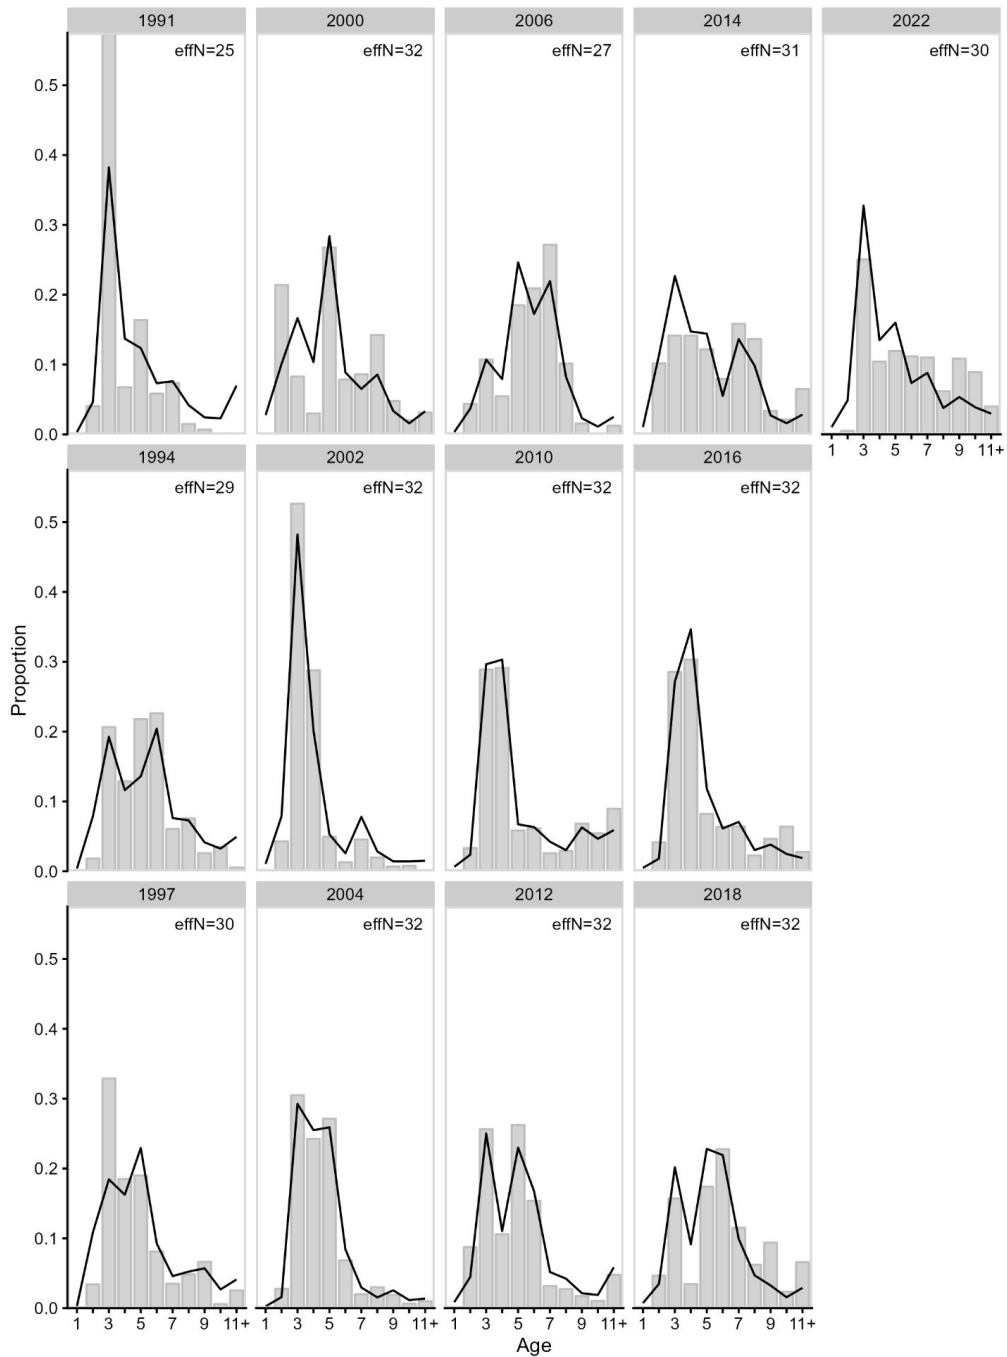 1991 2000 2006 2014 2022
effN=25 effN=32 effN=27 effN=31 effN=30
0.5
0.4
0.3
0.2
0.1
0.0
1 3 5 7 9 11+
1994 2002 2010 2016
effN=29 effN=32 effN=32 effN=32
0.5
0.4
0.3
0.2
0.1
0.0
Proportion
1997 2004 2012 2018
effN=30 effN=32 effN=32 effN=32
0.5
0.4
0.3
0.2
0.1
0.0
1 3 5 7 9 11+ 1 3 5 7 9 11+ 1 3 5 7 9 11+ 1 3 5 7 9 11+
Age